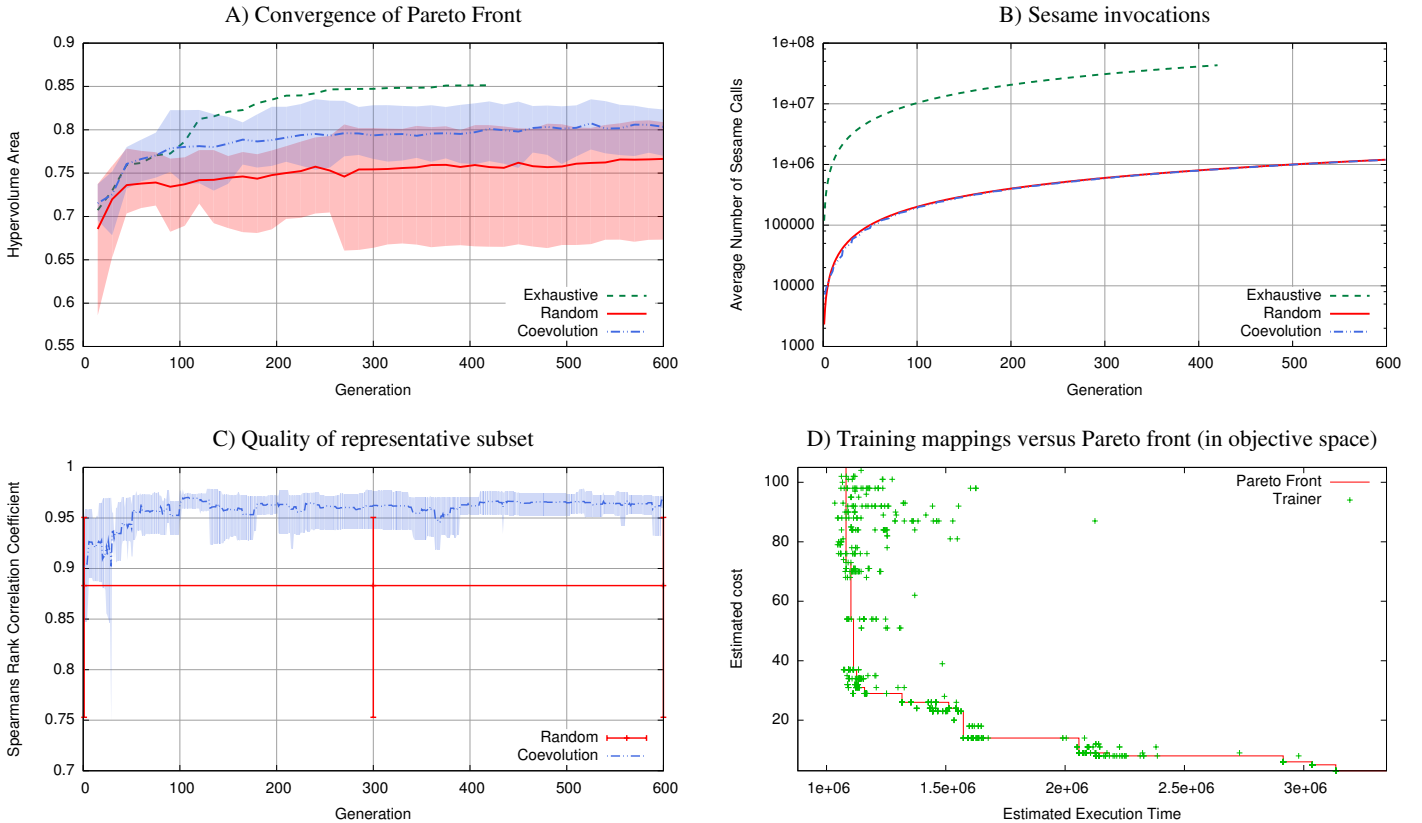 A) Convergence of Pareto Front
0.9
0.85
0.8
0.75
0.7
0.65
0.6
0.55
Hypervolume Area
0 100 200 300 400 500 600
Generation
Exhaustive
Random
Coevolution
B) Sesame invocations
1e+08
1e+07
1e+06
100000
10000
1000
Average Number of Sesame Calls
0 100 200 300 400 500 600
Generation
Exhaustive
Random
Coevolution
C) Quality of representative subset
1
0.95
0.9
0.85
0.8
0.75
0.7
Spearmans Rank Correlation Coefficient
0 100 200 300 400 500 600
Generation
Random
Coevolution
D) Training mappings versus Pareto front (in objective space)
100
80
60
40
20
Estimated cost
1e+06 1.5e+06 2e+06 2.5e+06 3e+06
Estimated Execution Time
Pareto Front
Trainer